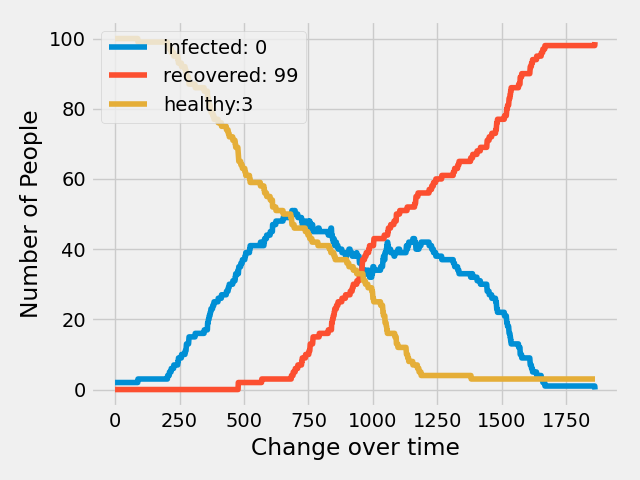 100
80
60
40
20
0
Number of People
infected: 0
recovered: 99
healthy:3
0 250 500 750 1000 1250 1500 1750
Change over time